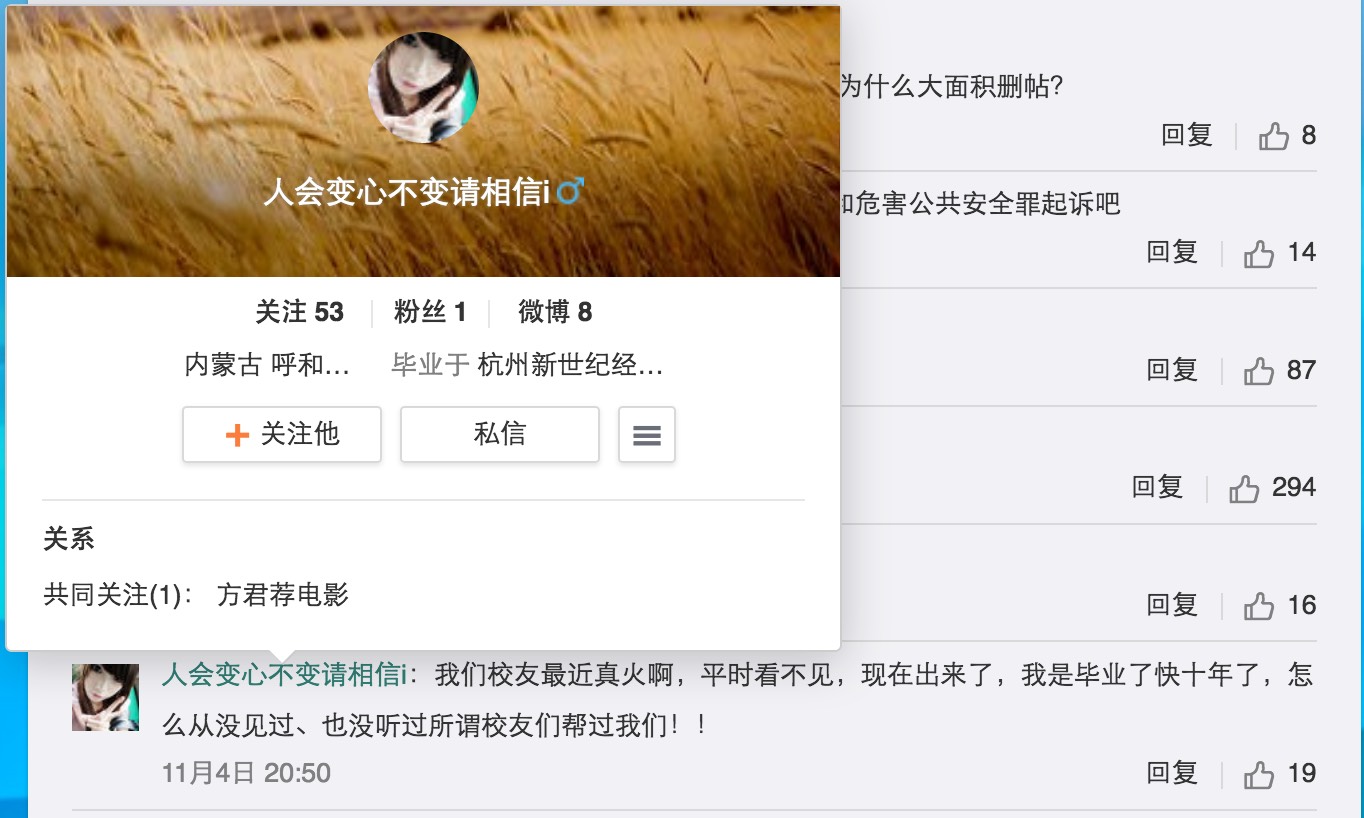 人会变心不变请相信i♂
关注 53 粉丝 1 微博 8
内蒙古 呼和... 毕业于 杭州新世纪经...
+ 关注他 私信
关系
共同关注(1)： 方君荐电影
为什么大面积删帖?
回复 8
危害公共安全罪起诉吧
回复 14
回复 87
回复 294
回复 16
人会变心不变请相信i：我们校友最近真火啊，平时看不见，现在出来了，我是毕业了快十年了，怎
么从没见过、也没听过所谓校友们帮过我们！！
11月4日 20:50 回复 19